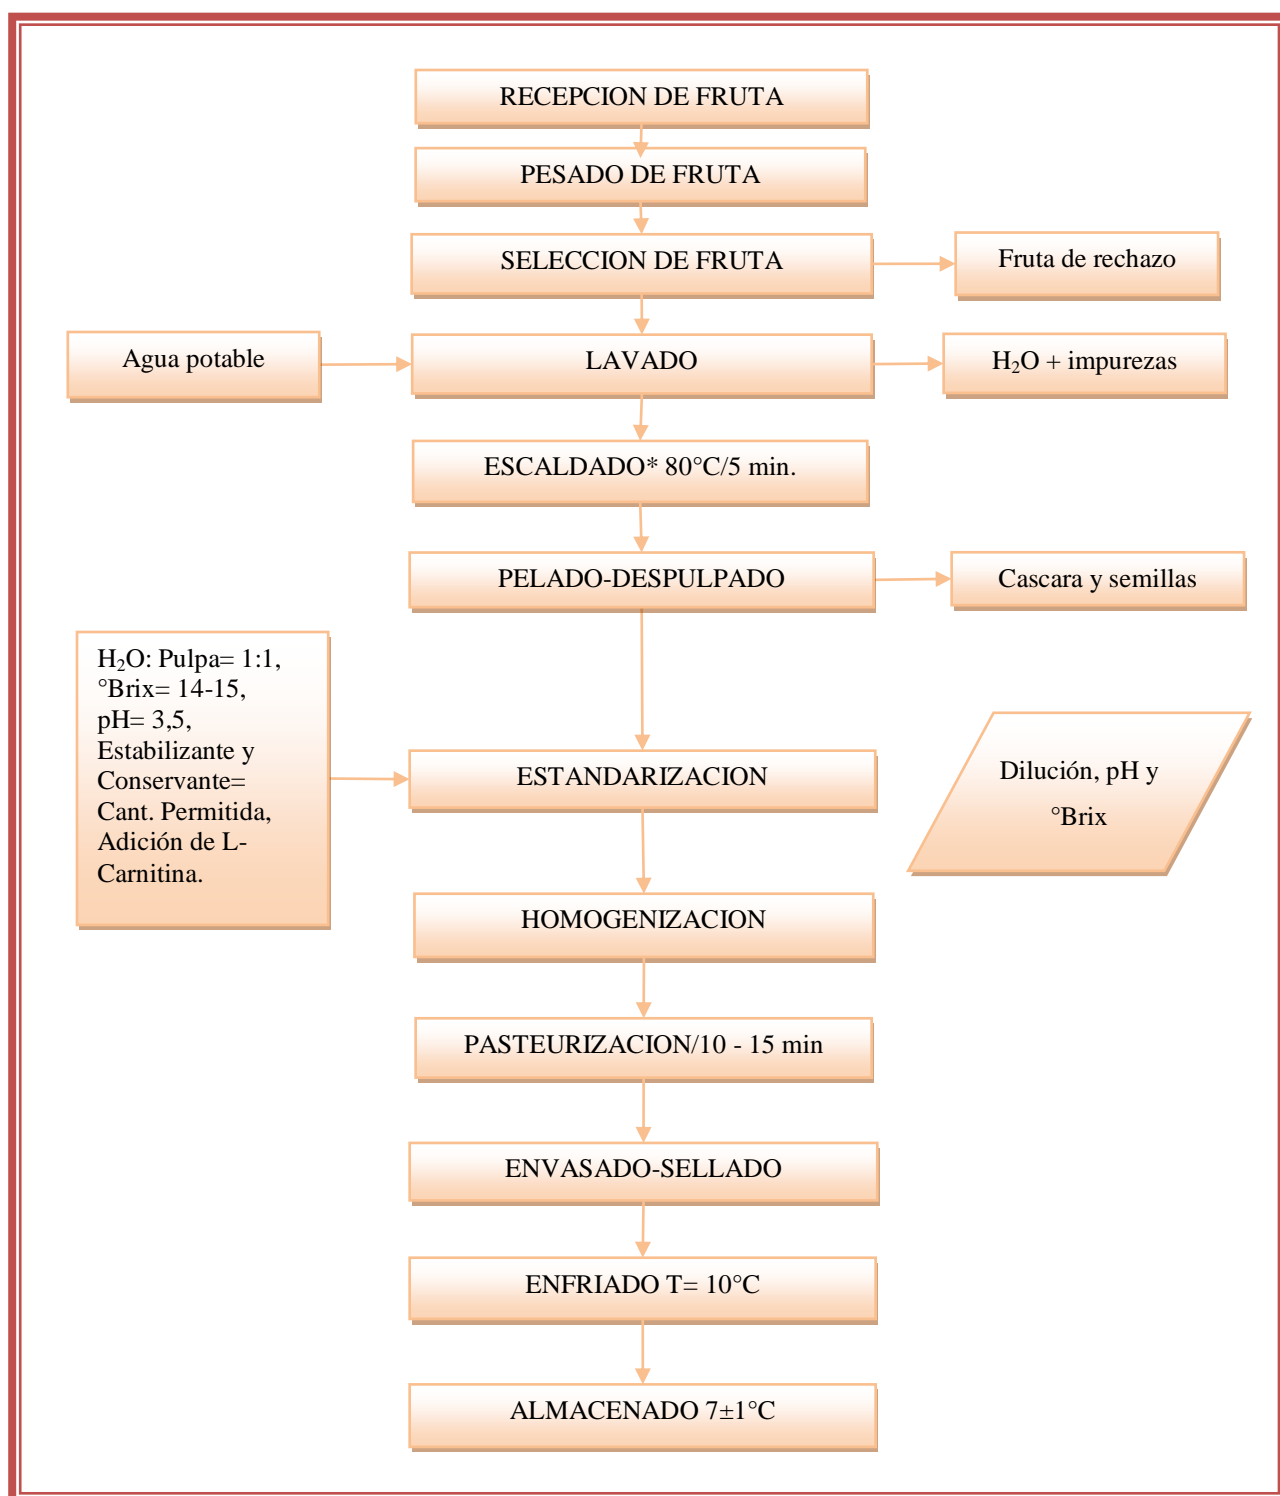 RECEPCION DE FRUTA
PESADO DE FRUTA
SELECCION DE FRUTA
Fruta de rechazo
Agua potable
LAVADO
H₂O + impurezas
ESCALDADO* 80°C/5 min.
PELADO-DESPULPADO
Cascara y semillas
H₂O: Pulpa= 1:1,
°Brix= 14-15,
pH= 3,5,
Estabilizante y
Conservante=
Cant. Permitida,
Adición de L-
Carnitina.
ESTANDARIZACION
Dilución, pH y
°Brix
HOMOGENIZACION
PASTEURIZACION/10 - 15 min
ENVASADO-SELLADO
ENFRIADO T= 10°C
ALMACENADO 7±1°C